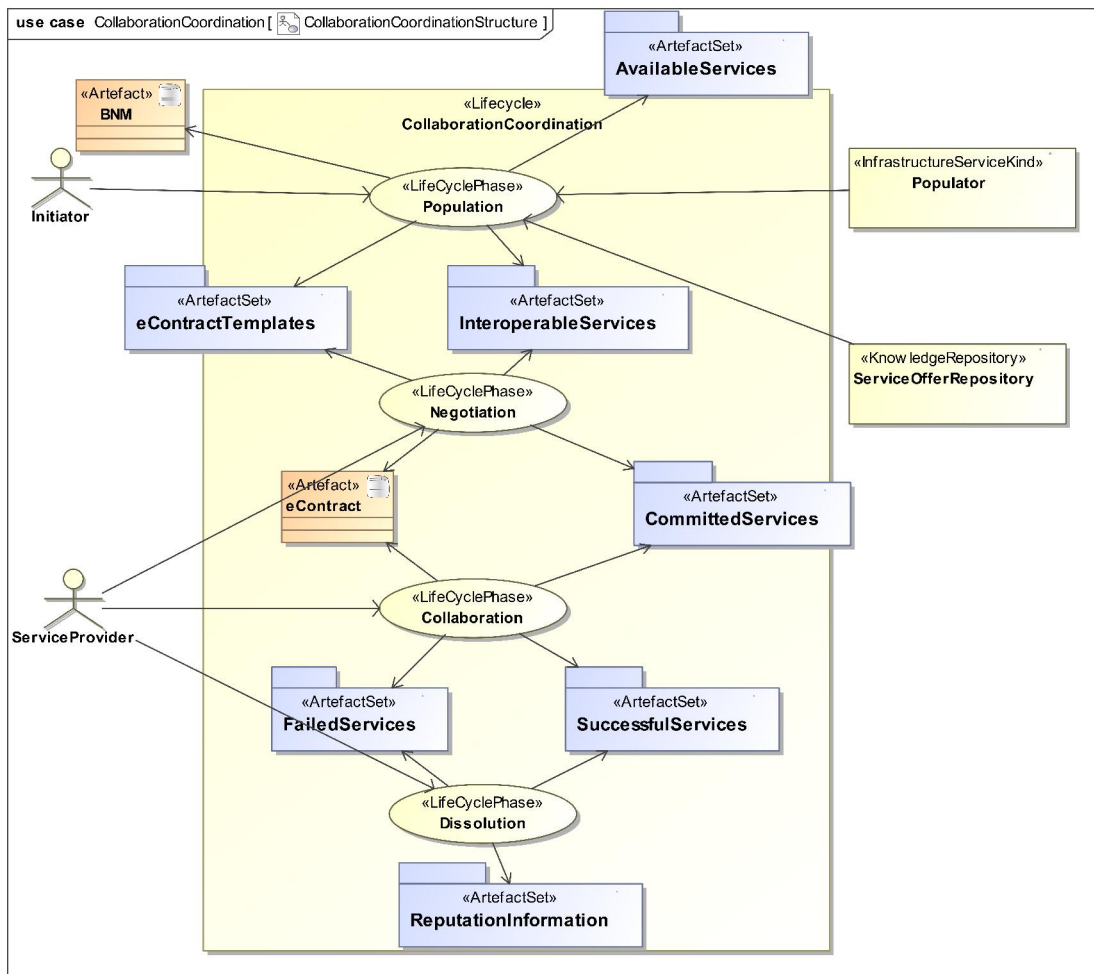 use case CollaborationCoordination [ CollaborationCoordinationStructure ]
«ArtefactSet»
AvailableServices
«Artefact»
BNM
«Lifecycle»
CollaborationCoordination
«InfrastructureServiceKind»
Populator
«LifeCyclePhase»
Population
Initiator
«ArtefactSet»
eContractTemplates
«ArtefactSet»
InteroperableServices
«KnowledgeRepository»
ServiceOfferRepository
«LifeCyclePhase»
Negotiation
«Artefact»
eContract
«ArtefactSet»
CommittedServices
«LifeCyclePhase»
Collaboration
ServiceProvider
«ArtefactSet»
FailedServices
«ArtefactSet»
SuccessfulServices
«LifeCyclePhase»
Dissolution
«ArtefactSet»
ReputationInformation